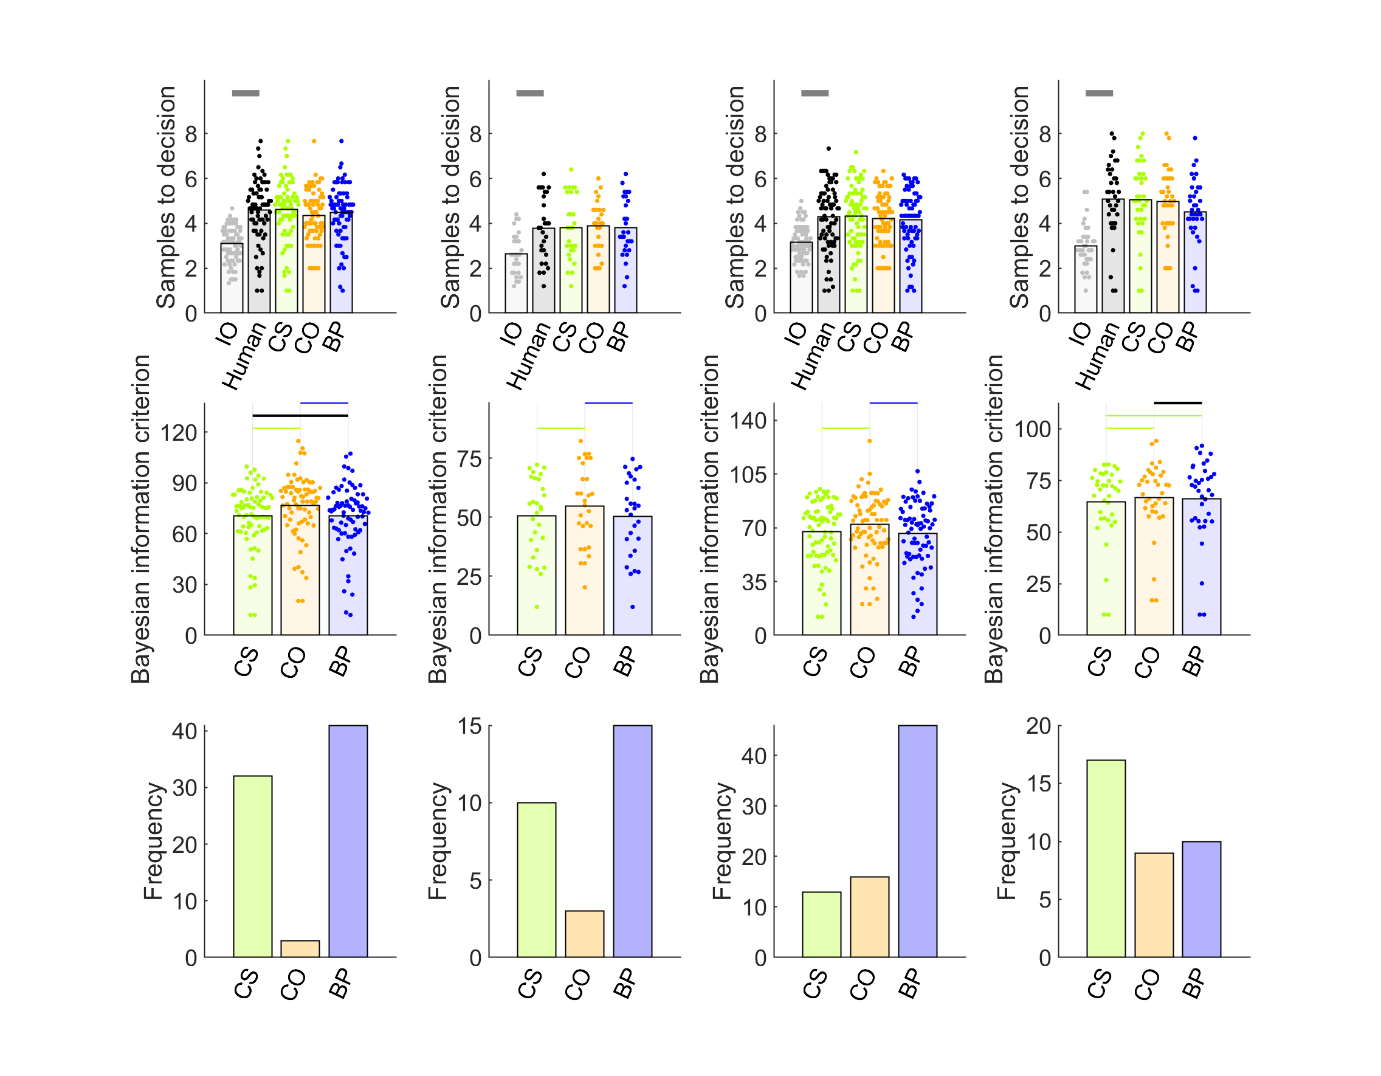 Samples to decision
8
6
4
2
0
IO
Human
CS
CO
BP
Samples to decision
8
6
4
2
0
IO
Human
CS
CO
BP
Samples to decision
8
6
4
2
0
IO
Human
CS
CO
BP
Samples to decision
8
6
4
2
0
IO
Human
CS
CO
BP
Bayesian information criterion
120
90
60
30
0
CS
CO
BP
Bayesian information criterion
75
50
25
0
CS
CO
BP
Bayesian information criterion
140
105
70
35
0
CS
CO
BP
Bayesian information criterion
100
75
50
25
0
CS
CO
BP
Frequency
40
30
20
10
0
CS
CO
BP
Frequency
15
10
5
0
CS
CO
BP
Frequency
40
30
20
10
0
CS
CO
BP
Frequency
20
15
10
5
0
CS
CO
BP